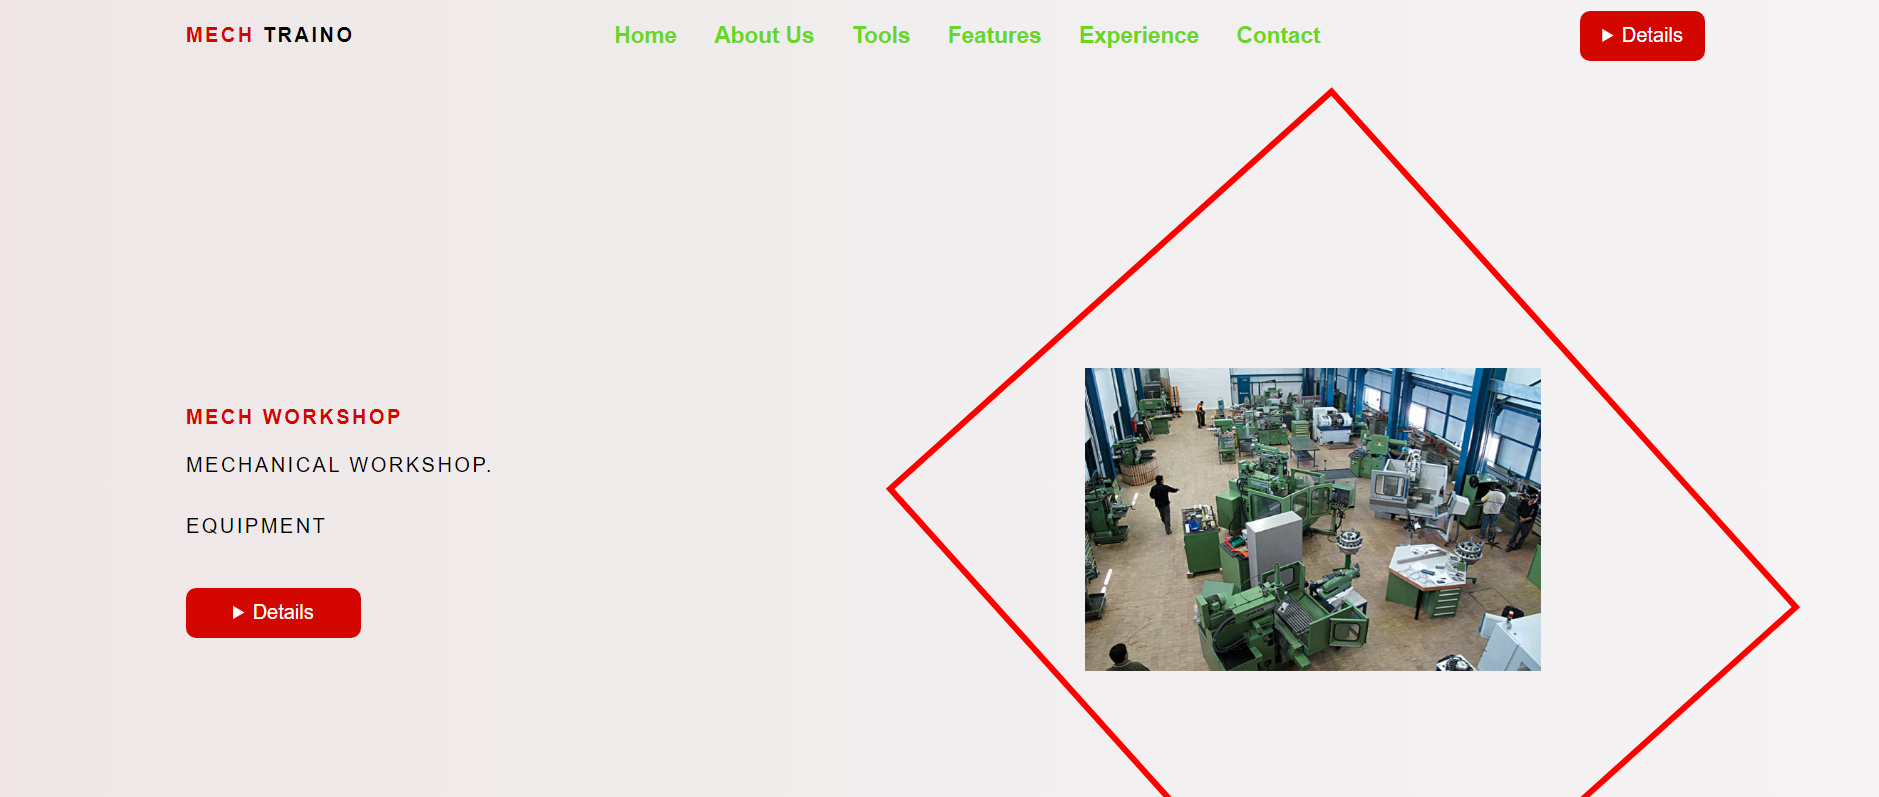 MECH TRAINO Home About Us Tools Features Experience Contact Details
MECH WORKSHOP
MECHANICAL WORKSHOP.
EQUIPMENT
Details